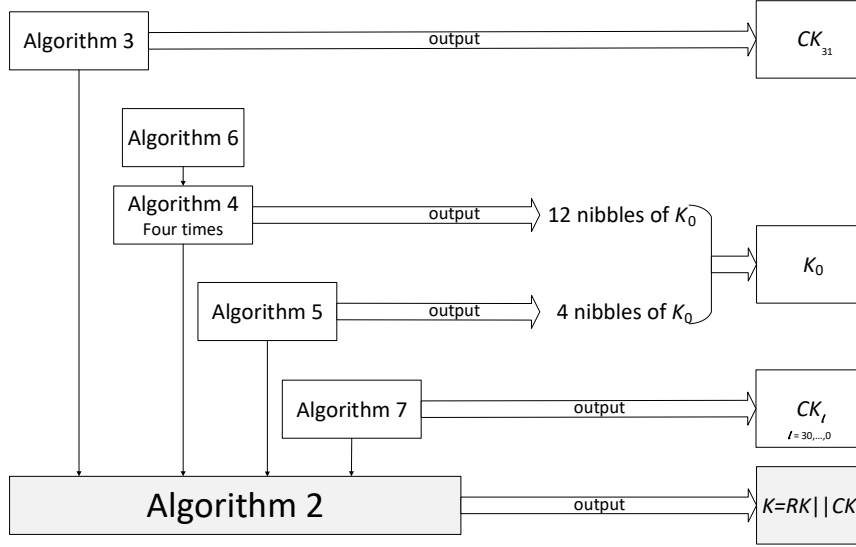 Algorithm 3
output
CK₃₁
Algorithm 6
Algorithm 4
Four times
output
12 nibbles of K₀
K₀
Algorithm 5
output
4 nibbles of K₀
Algorithm 7
output
CKₗ
l = 30,...,0
Algorithm 2
output
K=RK||CK